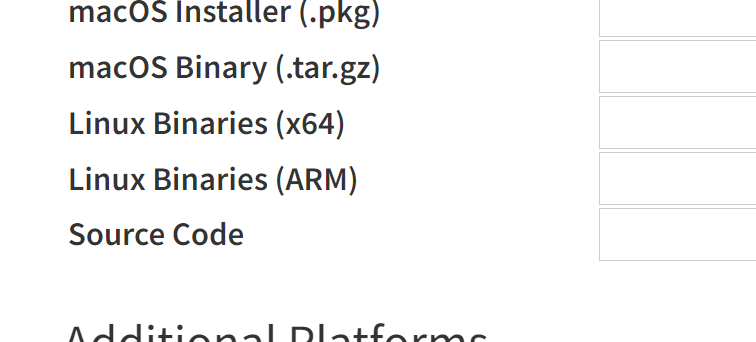 macOS Installer (.pkg)
macOS Binary (.tar.gz)
Linux Binaries (x64)
Linux Binaries (ARM)
Source Code
Additional Platforms